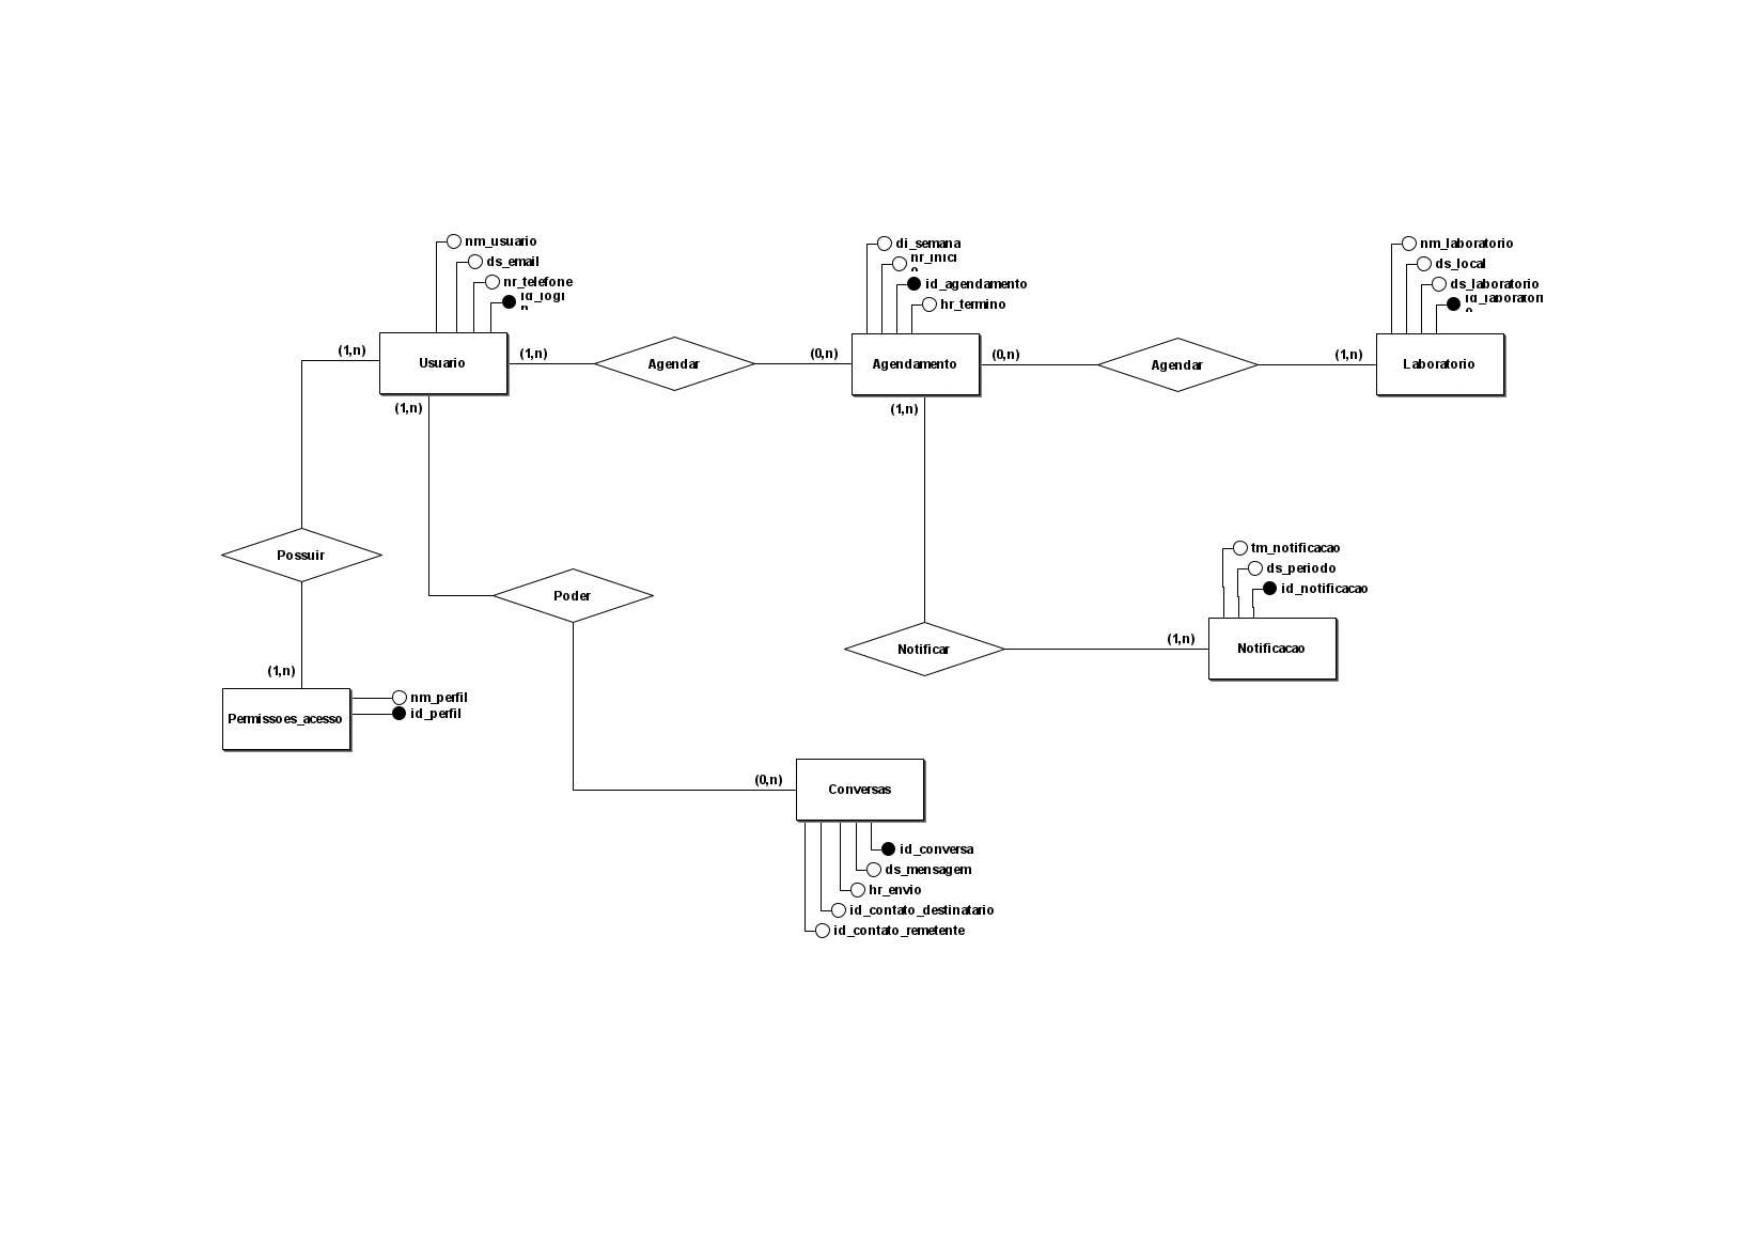 nm_usuario
ds_email
nr_telefone
id_logi
n
di_semana
id_agendamento
hr_termino
nm_laboratorio
ds_local
ds_laboratorio
id_laboratori
o
(1,n)
Usuario
(1,n)
Agendar
(0,n)
Agendamento
(0,n)
Agendar
(1,n)
Laboratorio
(1,n)
(1,n)
Possuir
Poder
tm_notificacao
ds_periodo
id_notificacao
Notificar
(1,n)
Notificacao
(1,n)
Permissoes_acesso
nm_perfil
id_perfil
(0,n)
Conversas
id_conversa
ds_mensagem
hr_envio
id_contato_destinatario
id_contato_remetente